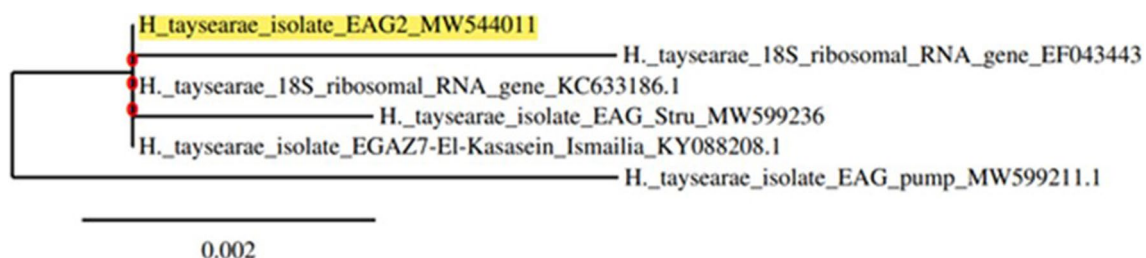 H_taysearae_isolate_EAG2_MW544011
H._taysearae_18S_ribosomal_RNA_gene_EF043443
H._taysearae_18S_ribosomal_RNA_gene_KC633186.1
H._taysearae_isolate_EAG_Stru_MW599236
H._taysearae_isolate_EGAZ7-El-Kasasein_Ismailia_KY088208.1
H._taysearae_isolate_EAG_pump_MW599211.1
0.002